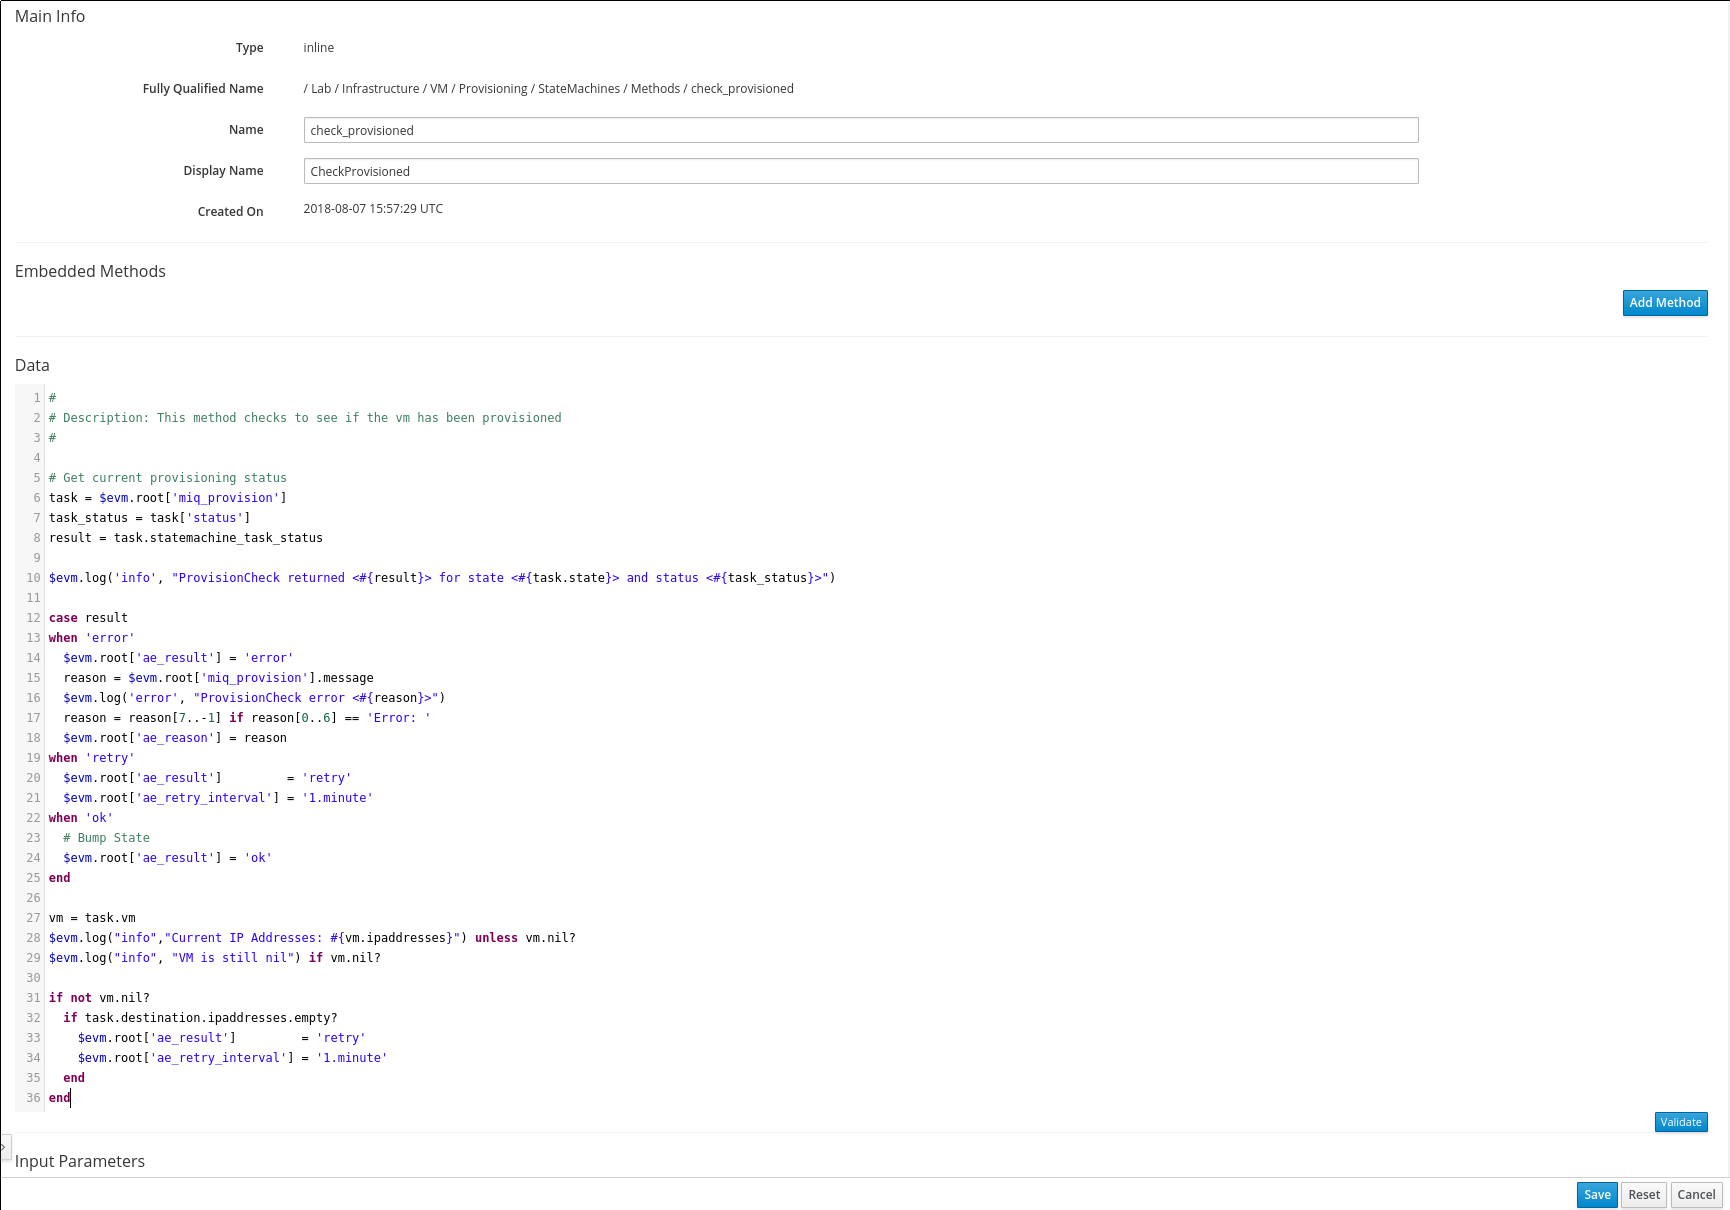 Main Info
Type inline
Fully Qualified Name / Lab / Infrastructure / VM / Provisioning / StateMachines / Methods / check_provisioned
Name check_provisioned
Display Name CheckProvisioned
Created On 2018-08-07 15:57:29 UTC
Embedded Methods
Add Method
Data
1 #
2 # Description: This method checks to see if the vm has been provisioned
3 #
4
5 # Get current provisioning status
6 task = $evm.root['miq_provision']
7 task_status = task['status']
8 result = task.statemachine_task_status
9
10 $evm.log('info', "ProvisionCheck returned <#{result}> for state <#{task.state}> and status <#{task_status}>")
11
12 case result
13 when 'error'
14   $evm.root['ae_result'] = 'error'
15   reason = $evm.root['miq_provision'].message
16   $evm.log('error', "ProvisionCheck error <#{reason}>")
17   reason = reason[7..-1] if reason[0..6] == 'Error: '
18   $evm.root['ae_reason'] = reason
19 when 'retry'
20   $evm.root['ae_result']         = 'retry'
21   $evm.root['ae_retry_interval'] = '1.minute'
22 when 'ok'
23   # Bump State
24   $evm.root['ae_result'] = 'ok'
25 end
26
27 vm = task.vm
28 $evm.log("info","Current IP Addresses: #{vm.ipaddresses}") unless vm.nil?
29 $evm.log("info", "VM is still nil") if vm.nil?
30
31 if not vm.nil?
32   if task.destination.ipaddresses.empty?
33     $evm.root['ae_result']         = 'retry'
34     $evm.root['ae_retry_interval'] = '1.minute'
35   end
36 end
Validate
Input Parameters
Save Reset Cancel